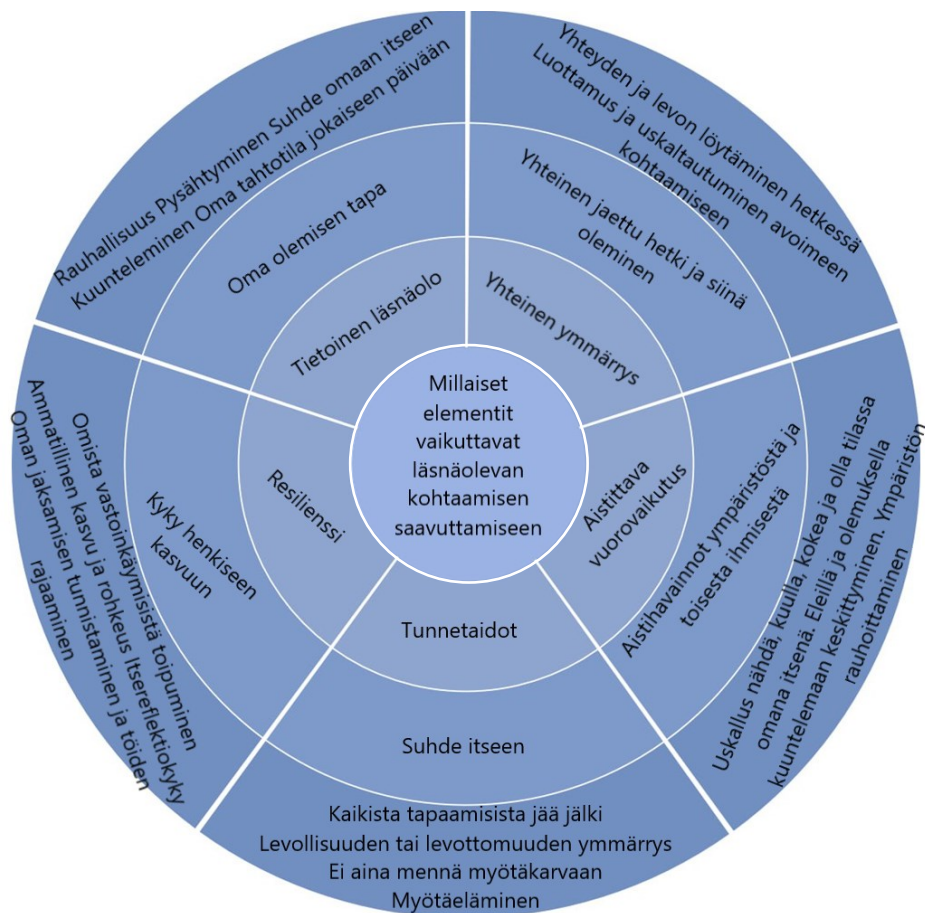 Millaiset
elementit
vaikuttavat
läsnäolevan
kohtaamisen
saavuttamiseen
Tietoinen läsnäolo
Oma olemisen tapa
Rauhallisuus Pysähtyminen Suhde omaan itseen
Kuunteleminen Oma tahtotila jokaiseen päivään
Yhteinen ymmärrys
Yhteinen jaettu hetki ja siinä
oleminen
Yhteyden ja levon löytäminen hetkessä
Luottamus ja uskaltautuminen avoimeen
kohtaamiseen
Aistittava
vuorovaikutus
Aistihavainnot ympäristöstä ja
toisesta ihmisestä
Uskallus nähdä, kuulla, kokea ja olla tilassa
omana itsenä. Eleillä ja olemuksella
kuuntelemaan keskittyminen. Ympäristön
rauhoittaminen
Tunnetaidot
Suhde itseen
Kaikista tapaamisista jää jälki
Levollisuuden tai levottomuuden ymmärrys
Ei aina mennä myötäkarvaan
Myötäeläminen
Resilienssi
Kyky henkiseen
kasvuun
Omista vastoinkäymisistä toipuminen
Ammatillinen kasvu ja rohkeus Itsereflektiokyky
Oman jaksamisen tunnistaminen ja töiden
rajaaminen